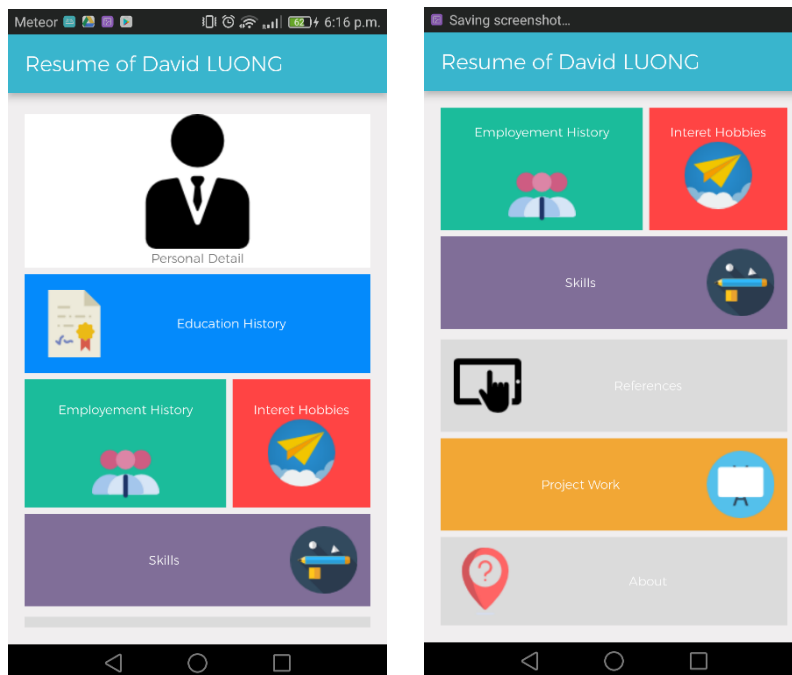 Meteor
62
6:16 p.m.
Resume of David LUONG
Personal Detail
Education History
Employement History
Interet Hobbies
Skills
Saving screenshot...
Resume of David LUONG
Employement History
Interet Hobbies
Skills
References
Project Work
?
About